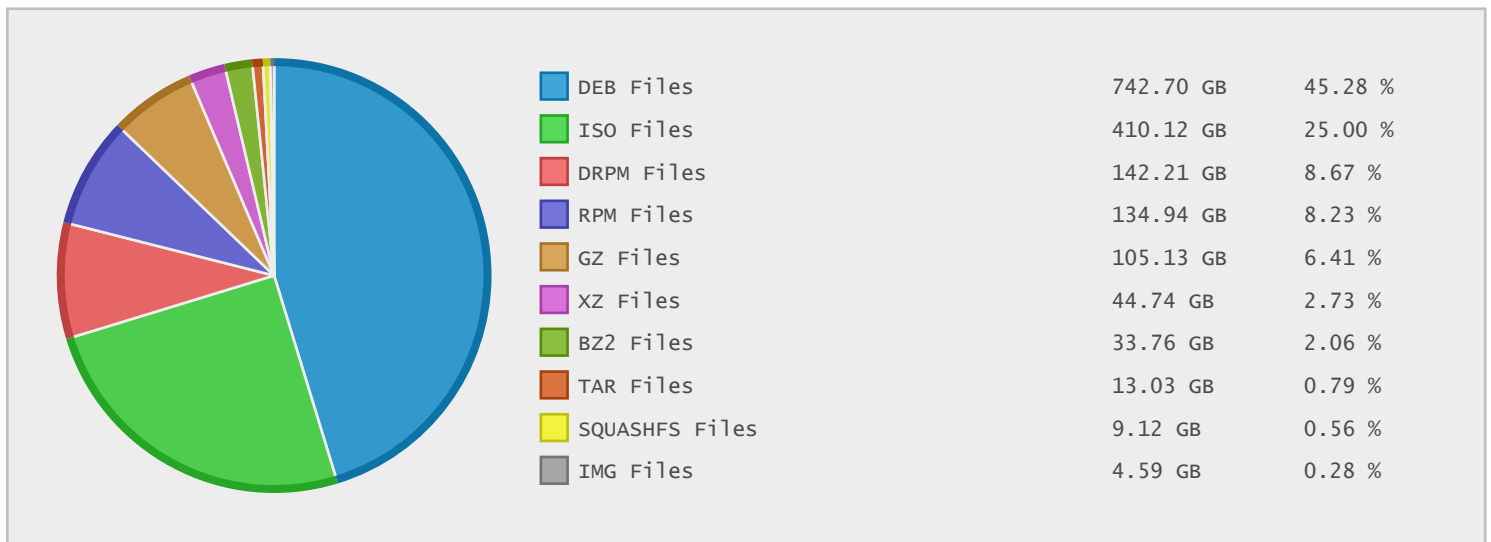 DEB Files 742.70 GB 45.28 %
ISO Files 410.12 GB 25.00 %
DRPM Files 142.21 GB 8.67 %
RPM Files 134.94 GB 8.23 %
GZ Files 105.13 GB 6.41 %
XZ Files 44.74 GB 2.73 %
BZ2 Files 33.76 GB 2.06 %
TAR Files 13.03 GB 0.79 %
SQUASHFS Files 9.12 GB 0.56 %
IMG Files 4.59 GB 0.28 %